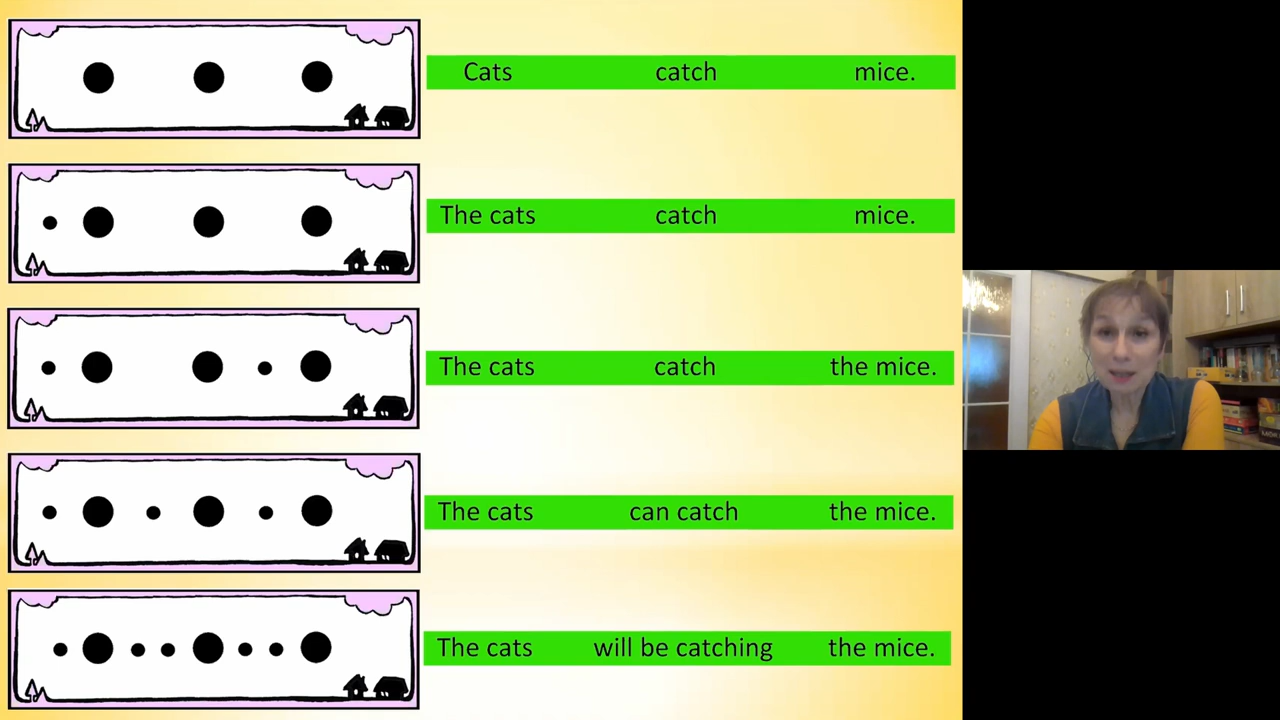 Cats catch mice.
The cats catch mice.
The cats catch the mice.
The cats can catch the mice.
The cats will be catching the mice.